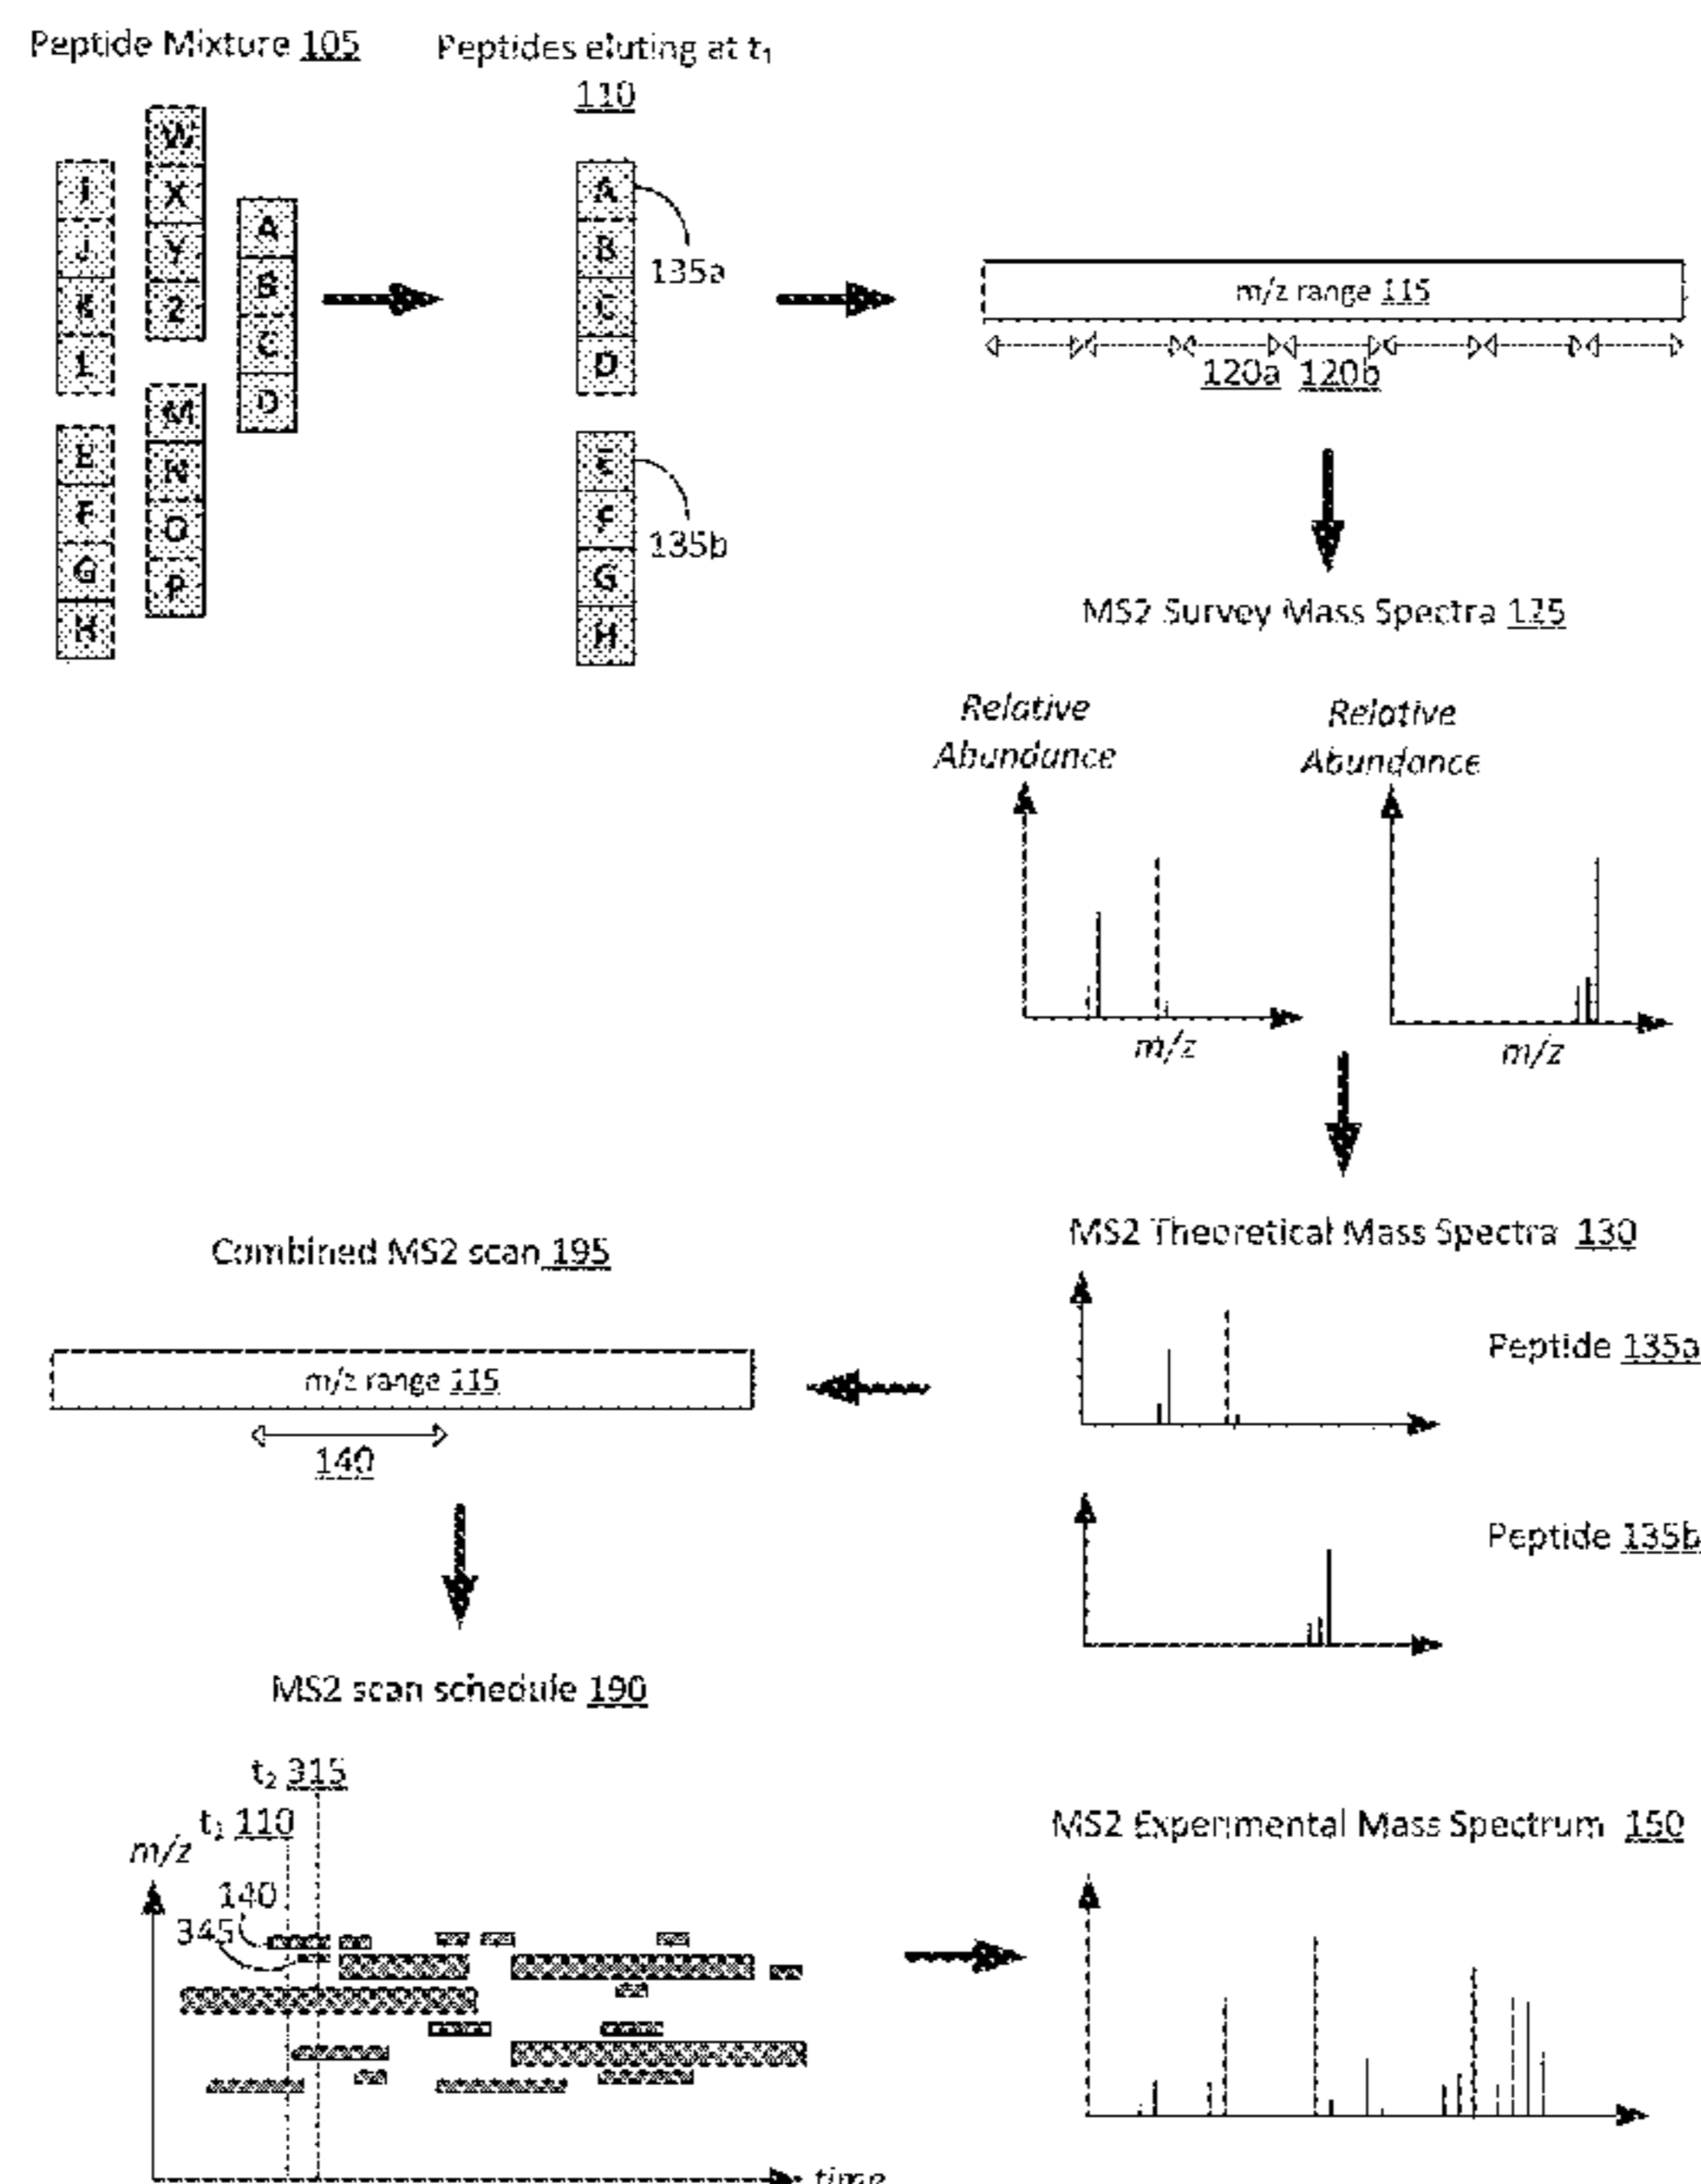 Peptide Mixture 105
Peptides eluting at t₁
110
I
J
K
L
W
X
Y
Z
A
B
C
D
E
F
G
H
M
N
O
P
A
B
C
D
135a
E
F
G
H
135b
m/z range 115
120a 120b
MS2 Survey Mass Spectra 125
Relative
Abundance
m/z
Relative
Abundance
m/z
MS2 Theoretical Mass Spectra 130
Peptide 135a
Peptide 135b
Combined MS2 scan 195
m/z range 115
140
MS2 scan schedule 190
t₂ 315
t₁ 110
m/z
140
345
time
MS2 Experimental Mass Spectrum 150